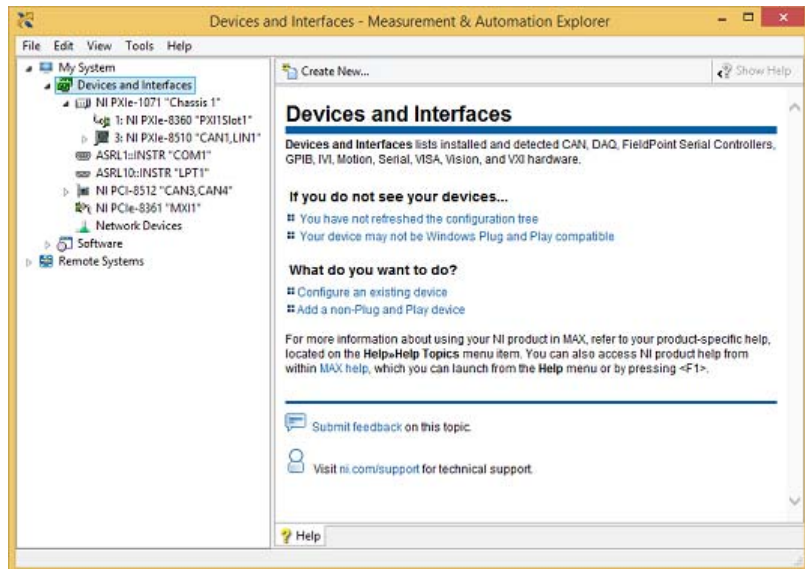 Devices and Interfaces - Measurement & Automation Explorer
File Edit View Tools Help
My System
Devices and Interfaces
NI PXIe-1071 "Chassis 1"
1: NI PXIe-8360 "PXI1Slot1"
3: NI PXIe-8510 "CAN1,LIN1"
ASRL1::INSTR "COM1"
ASRL10::INSTR "LPT1"
NI PCI-8512 "CAN3,CAN4"
NI PCIe-8361 "MXI1"
Network Devices
Software
Remote Systems
Create New...
Show Help
Devices and Interfaces
Devices and Interfaces lists installed and detected CAN, DAQ, FieldPoint Serial Controllers,
GPIB, IVI, Motion, Serial, VISA, Vision, and VXI hardware.
If you do not see your devices...
You have not refreshed the configuration tree
Your device may not be Windows Plug and Play compatible
What do you want to do?
Configure an existing device
Add a non-Plug and Play device
For more information about using your NI product in MAX, refer to your product-specific help,
located on the Help»Help Topics menu item. You can also access NI product help from
within MAX help, which you can launch from the Help menu or by pressing <F1>.
Submit feedback on this topic.
Visit ni.com/support for technical support.
Help